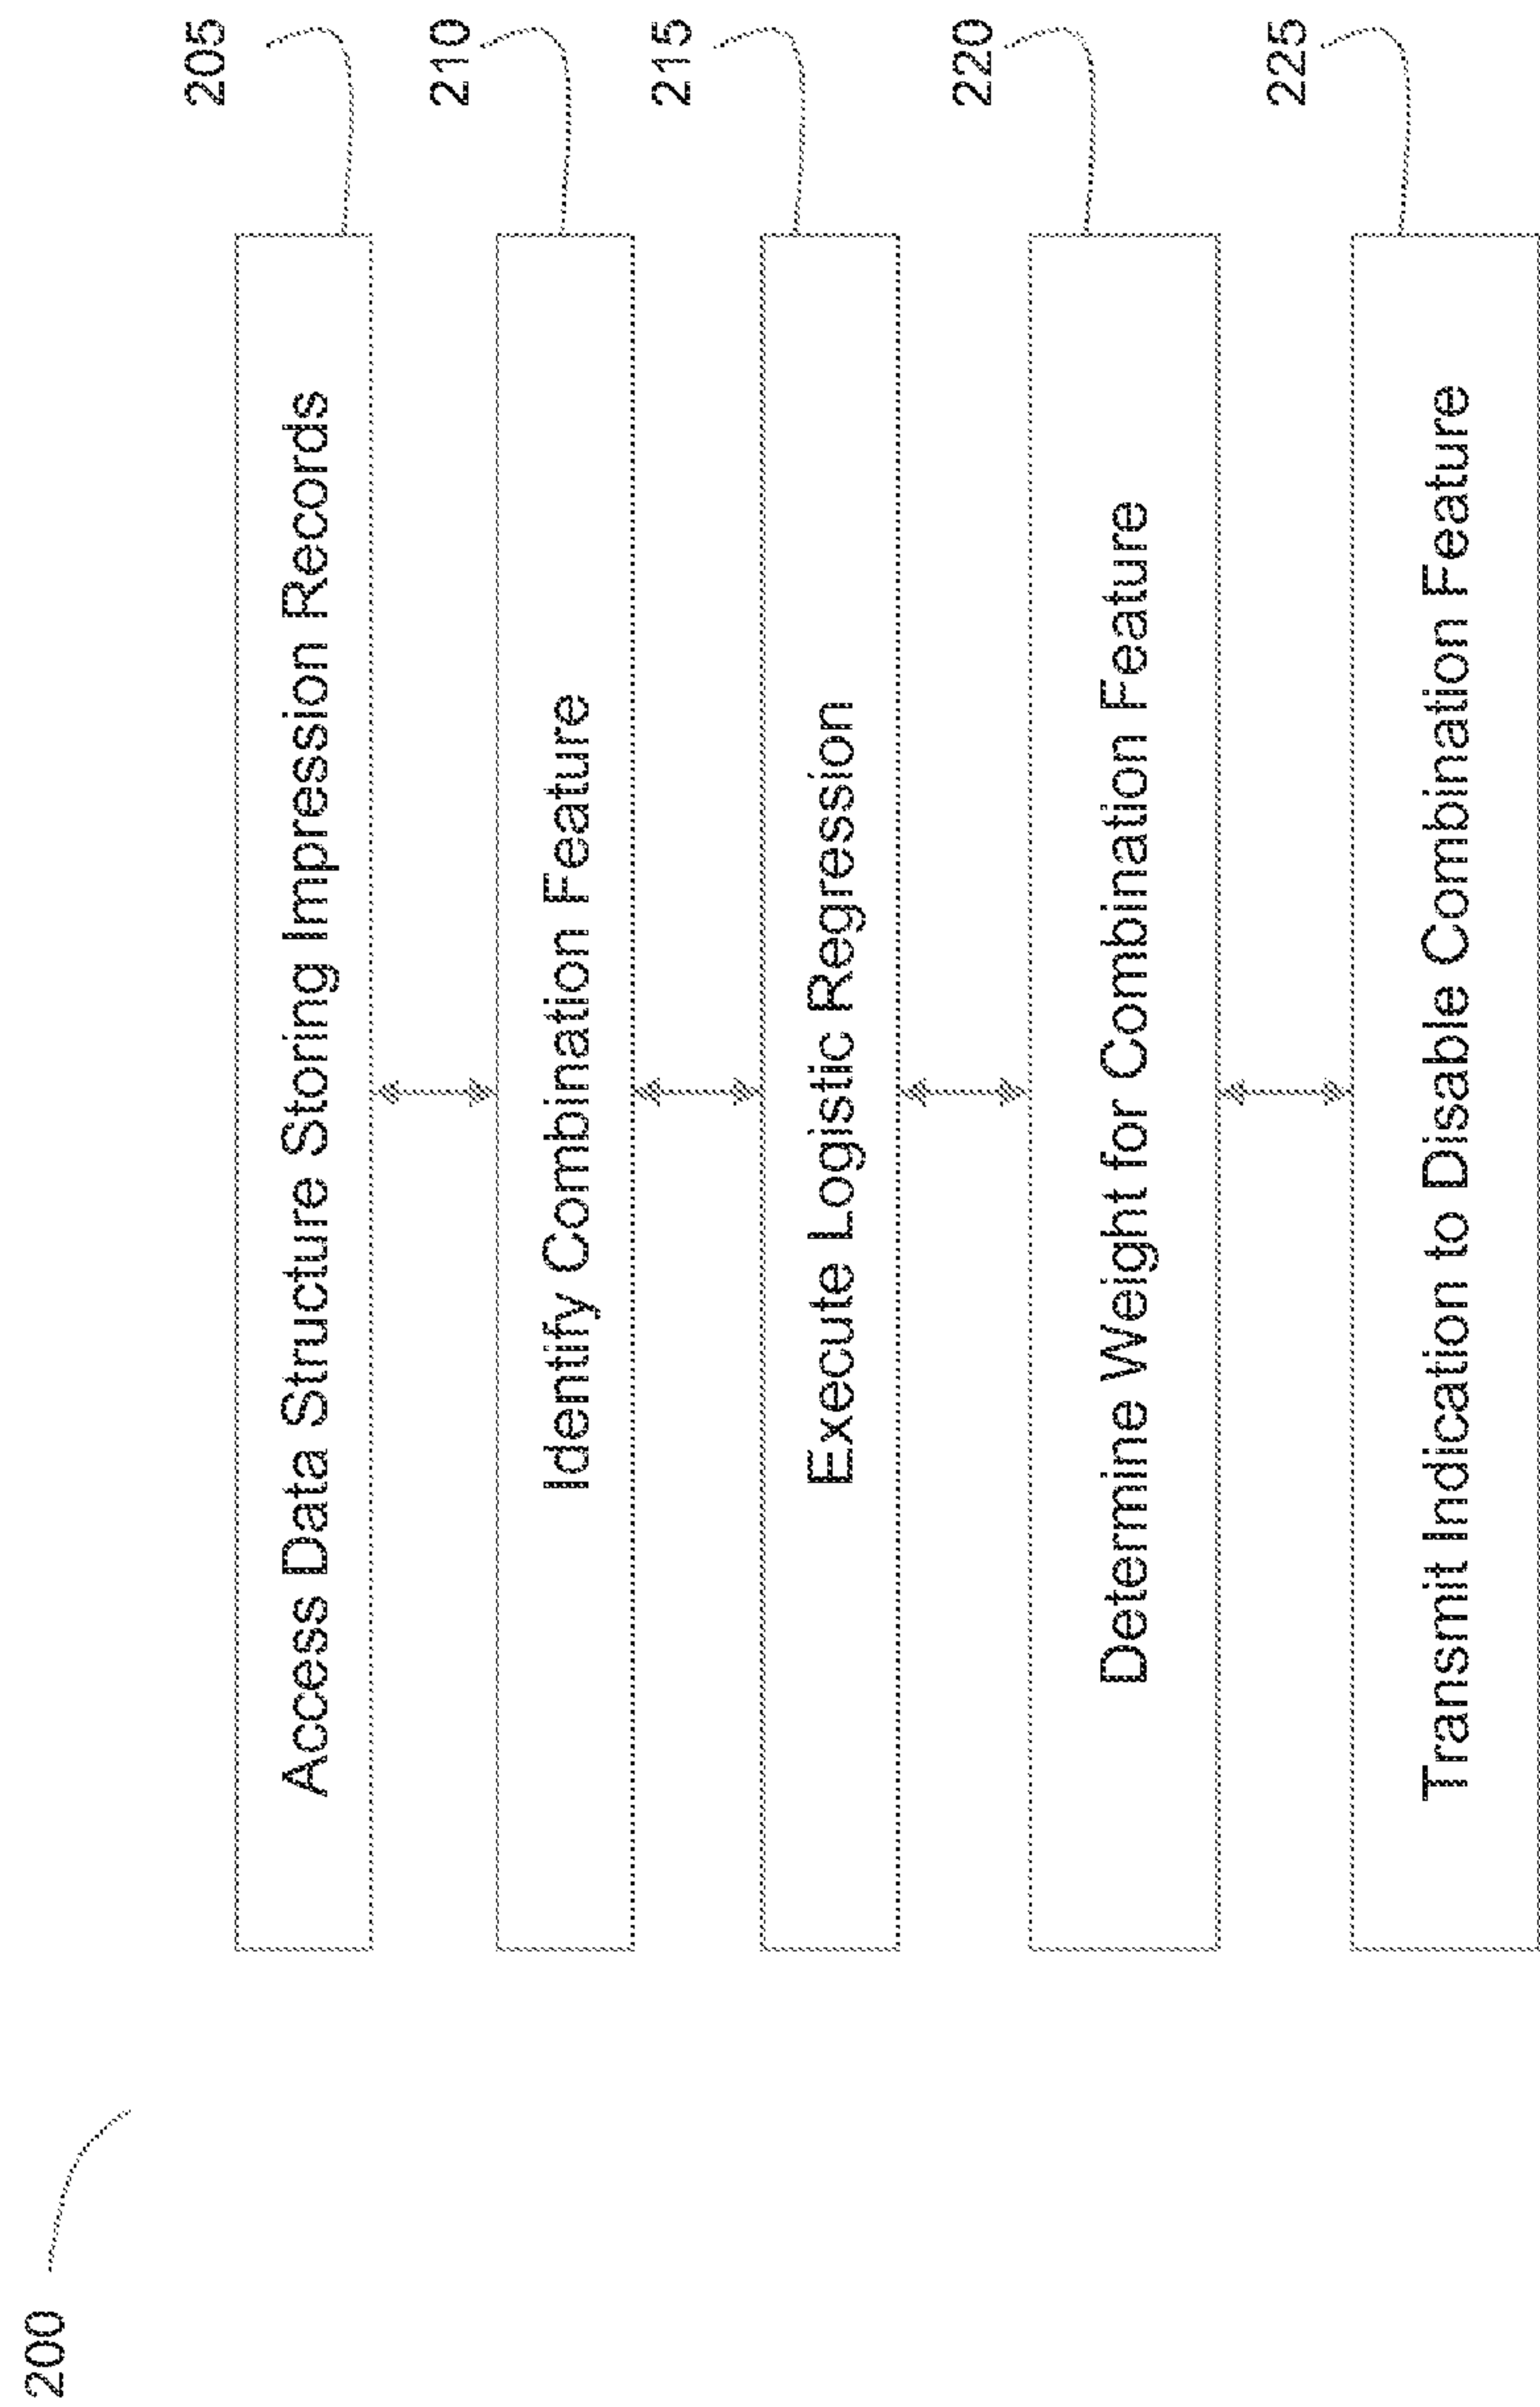 200
Access Data Structure Storing Impression Records
205
Identify Combination Feature
210
Execute Logistic Regression
215
Determine Weight for Combination Feature
220
Transmit Indication to Disable Combination Feature
225